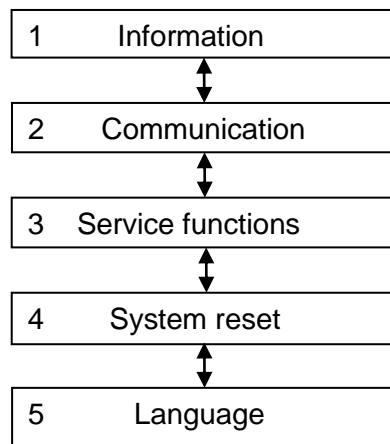 1 Information
2 Communication
3 Service functions
4 System reset
5 Language